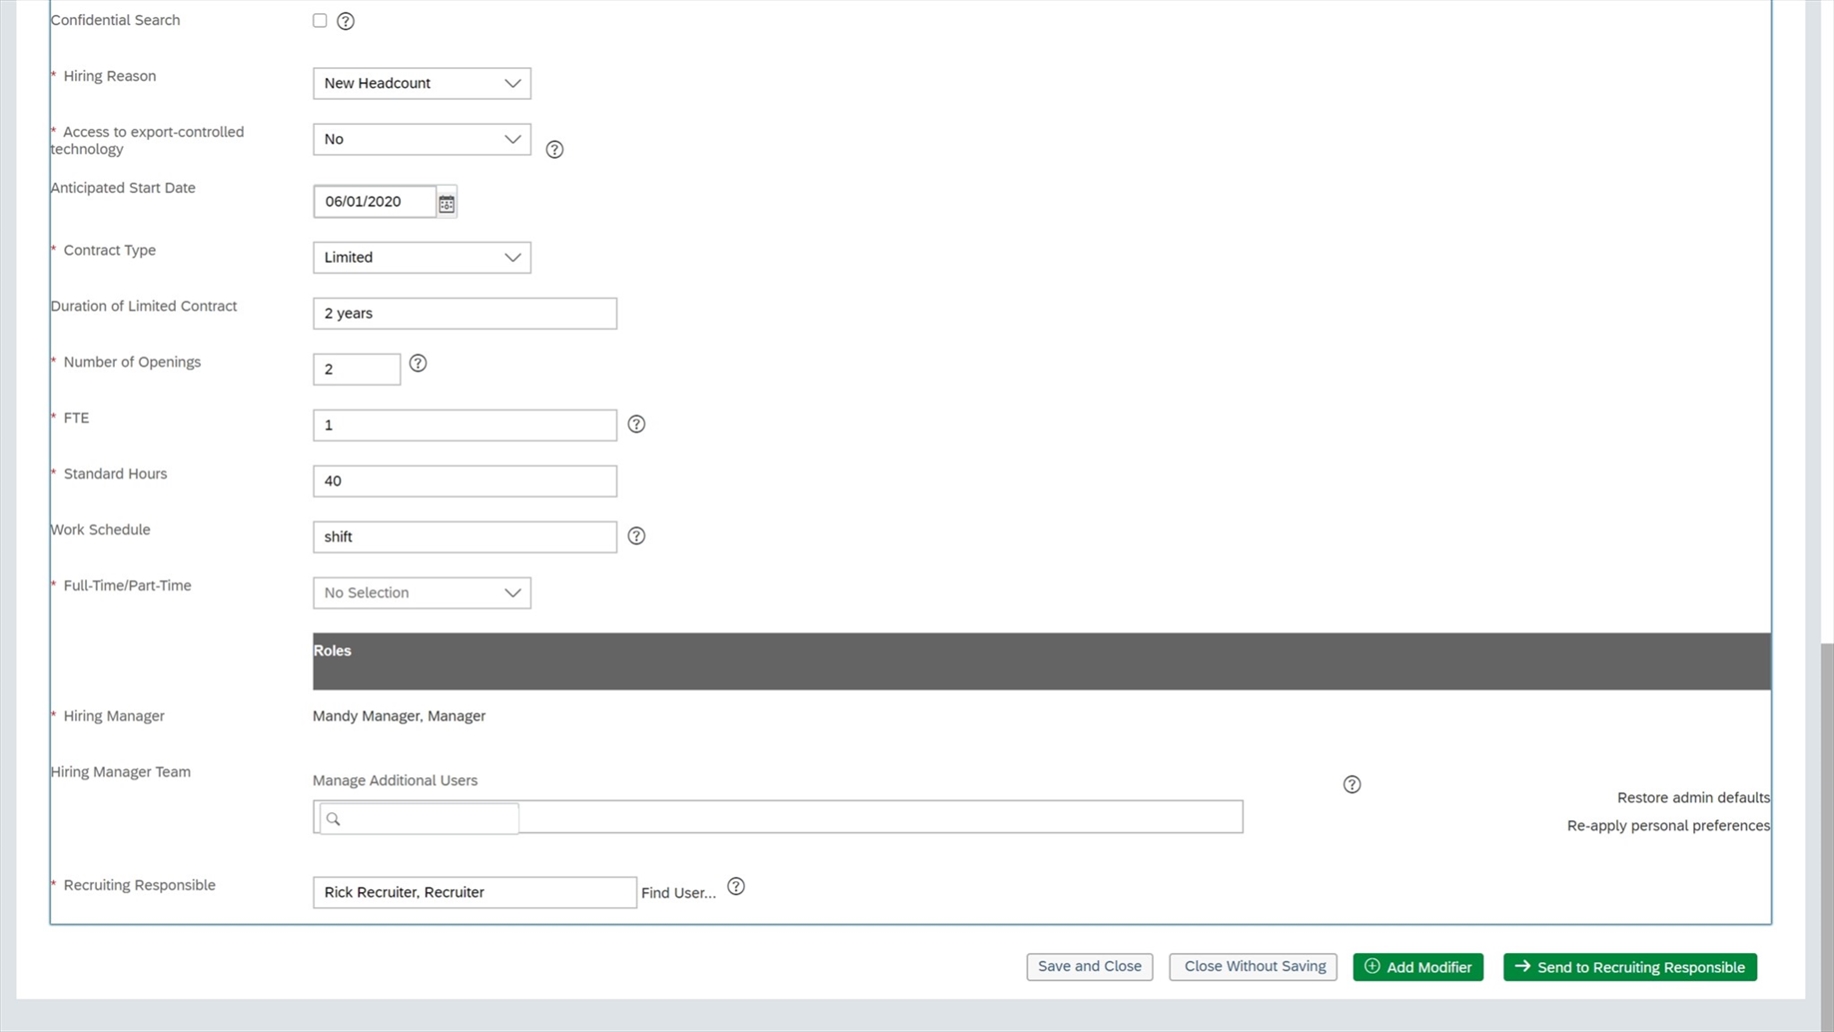 Confidential Search
* Hiring Reason
New Headcount
* Access to export-controlled
technology
No
Anticipated Start Date
06/01/2020
* Contract Type
Limited
Duration of Limited Contract
2 years
* Number of Openings
2
* FTE
1
* Standard Hours
40
Work Schedule
shift
* Full-Time/Part-Time
No Selection
Roles
* Hiring Manager
Mandy Manager, Manager
Hiring Manager Team
Manage Additional Users
Restore admin defaults
Re-apply personal preferences
* Recruiting Responsible
Rick Recruiter, Recruiter
Find User...
Save and Close
Close Without Saving
Add Modifier
Send to Recruiting Responsible